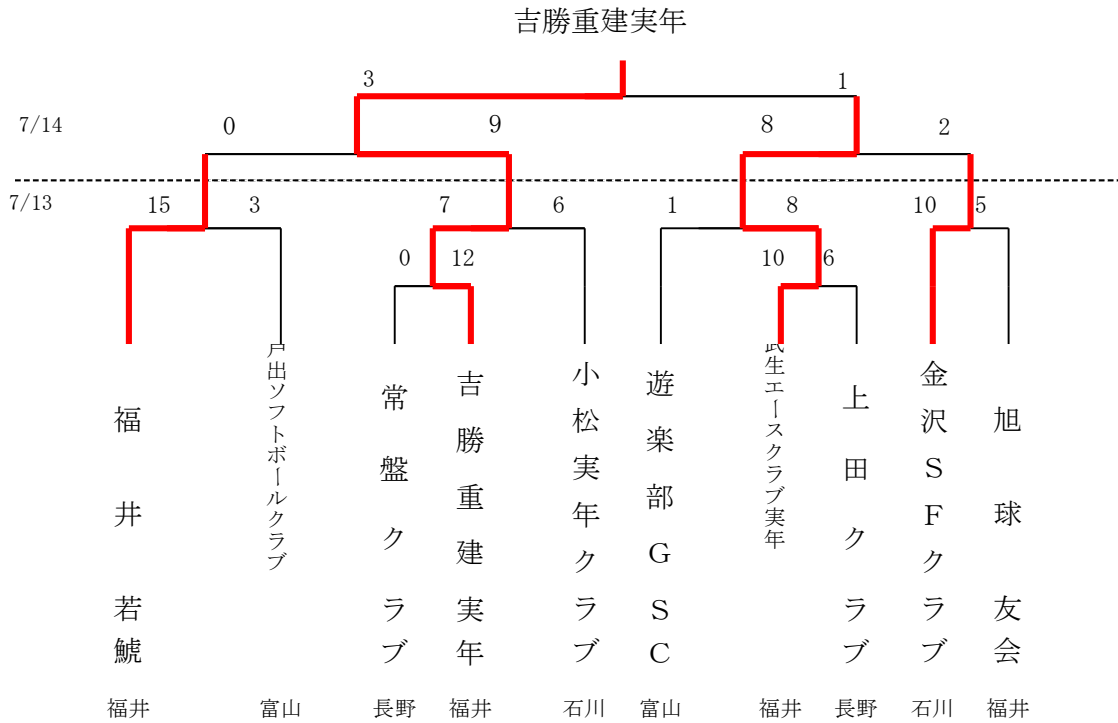 吉勝重建実年
3 1
7/14 0 9 8 2
7/13 15 3 7 6 1 8 10 5
0 12 10 6
福井若鯱
戸出ソフトボールクラブ
常盤クラブ
吉勝重建実年
小松実年クラブ
遊楽部GSC
武生エースクラブ実年
上田クラブ
金沢SFクラブ
旭球友会
福井 富山 長野 福井 石川 富山 福井 長野 石川 福井